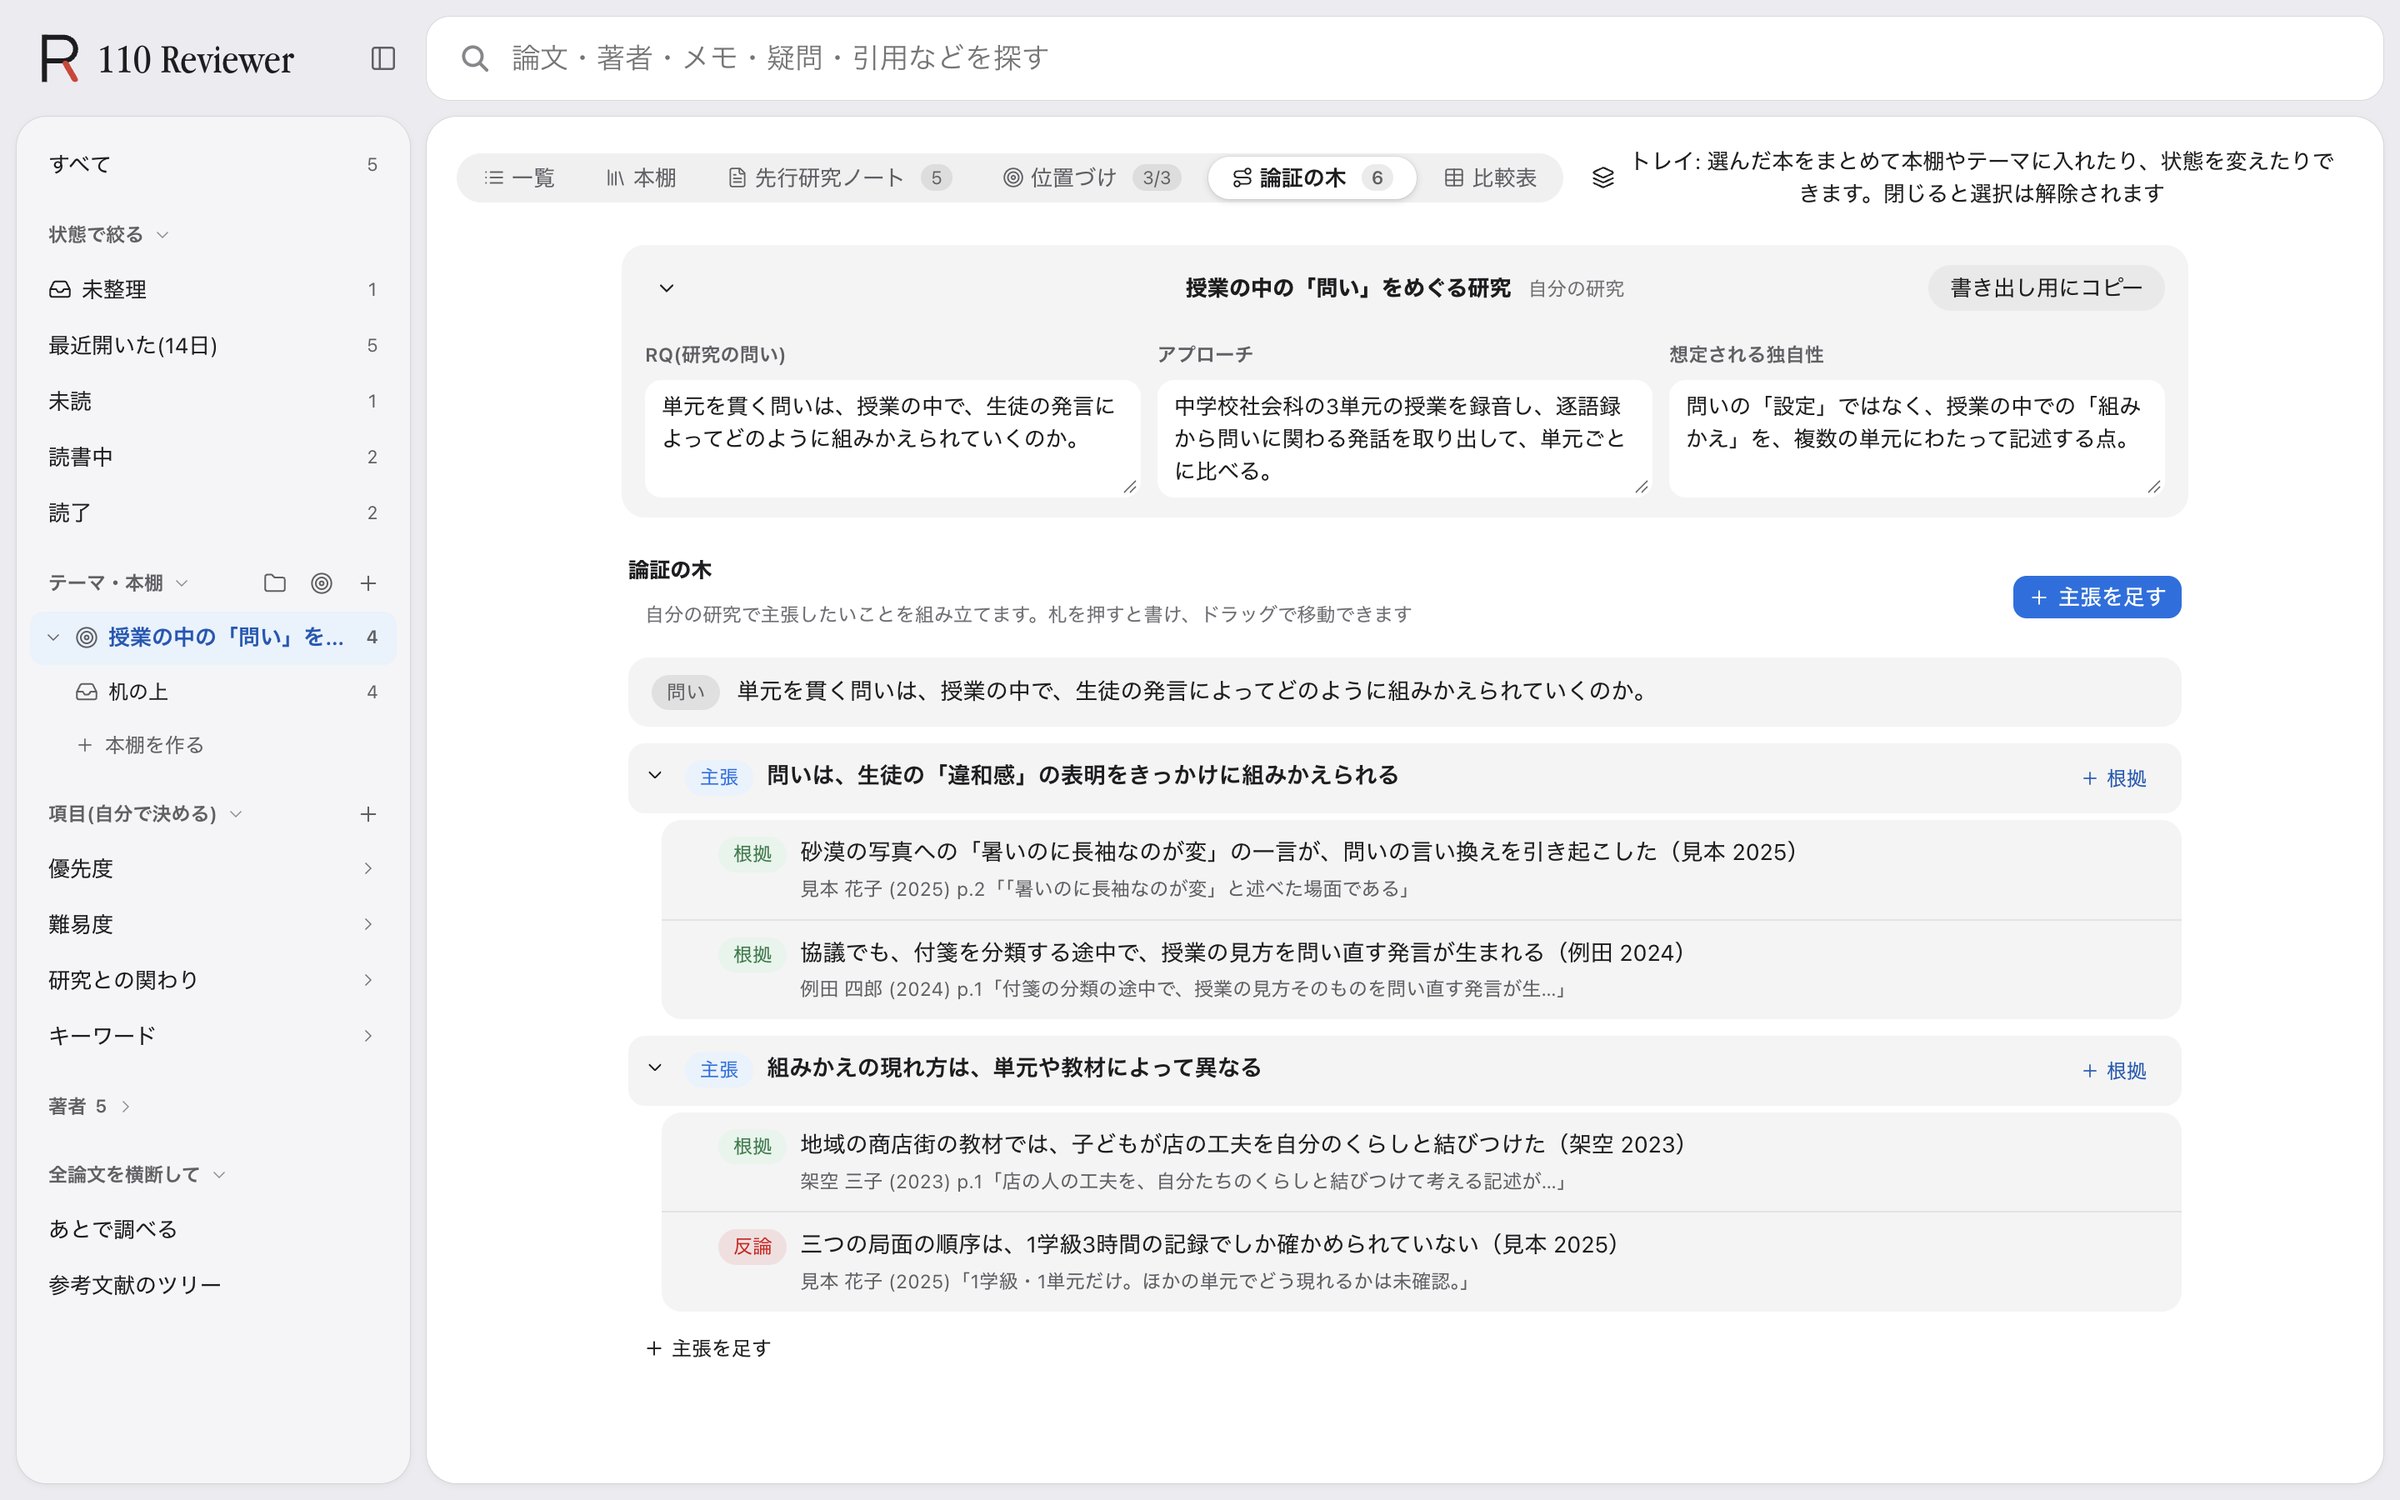 110 Reviewer
論文・著者・メモ・疑問・引用などを探す
すべて 5
状態で絞る
未整理 1
最近開いた(14日) 5
未読 1
読書中 2
読了 2
テーマ・本棚
授業の中の「問い」を... 4
机の上 4
+ 本棚を作る
項目(自分で決める)
優先度
難易度
研究との関わり
キーワード
著者 5
全論文を横断して
あとで調べる
参考文献のツリー
一覧
本棚
先行研究ノート 5
位置づけ 3/3
論証の木 6
比較表
トレイ: 選んだ本をまとめて本棚やテーマに入れたり、状態を変えたりで
きます。閉じると選択は解除されます
授業の中の「問い」をめぐる研究 自分の研究
書き出し用にコピー
RQ(研究の問い)
単元を貫く問いは、授業の中で、生徒の発言に
よってどのように組みかえられていくのか。
アプローチ
中学校社会科の3単元の授業を録音し、逐語録
から問いに関わる発話を取り出して、単元ごと
に比べる。
想定される独自性
問いの「設定」ではなく、授業の中での「組み
かえ」を、複数の単元にわたって記述する点。
論証の木
自分の研究で主張したいことを組み立てます。札を押すと書け、ドラッグで移動できます
+ 主張を足す
問い 単元を貫く問いは、授業の中で、生徒の発言によってどのように組みかえられていくのか。
主張 問いは、生徒の「違和感」の表明をきっかけに組みかえられる + 根拠
根拠 砂漠の写真への「暑いのに長袖なのが変」の一言が、問いの言い換えを引き起こした（見本 2025）
見本 花子 (2025) p.2「「暑いのに長袖なのが変」と述べた場面である」
根拠 協議でも、付箋を分類する途中で、授業の見方を問い直す発言が生まれる（例田 2024）
例田 四郎 (2024) p.1「付箋の分類の途中で、授業の見方そのものを問い直す発言が生...」
主張 組みかえの現れ方は、単元や教材によって異なる + 根拠
根拠 地域の商店街の教材では、子どもが店の工夫を自分のくらしと結びつけた（架空 2023）
架空 三子 (2023) p.1「店の人の工夫を、自分たちのくらしと結びつけて考える記述が...」
反論 三つの局面の順序は、1学級3時間の記録でしか確かめられていない（見本 2025）
見本 花子 (2025)「1学級・1単元だけ。ほかの単元でどう現れるかは未確認。」
+ 主張を足す